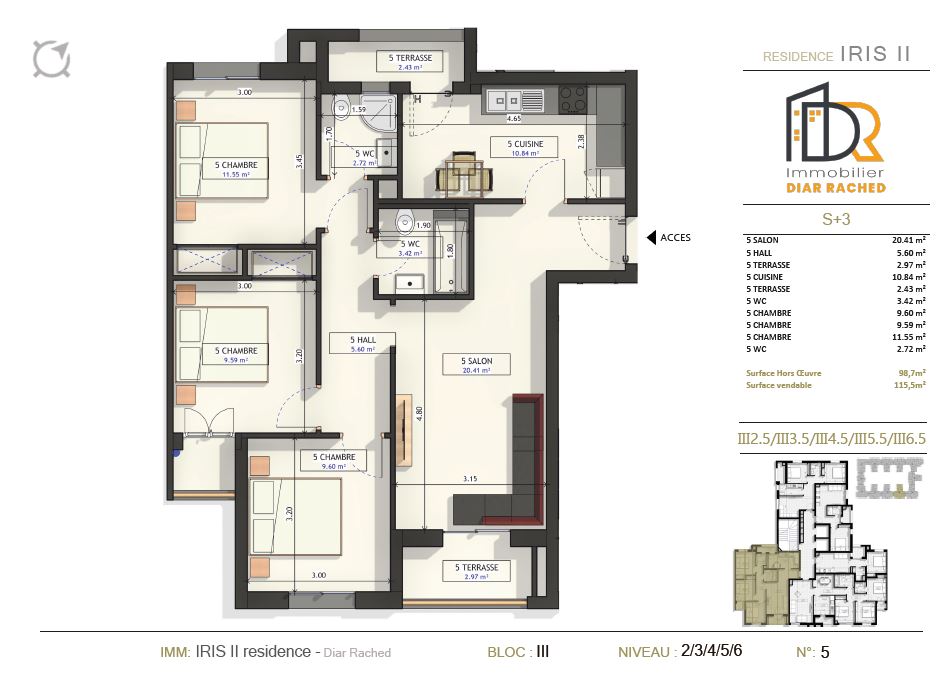 5 TERRASSE
2.43 m²
3.00
1.59
4.65
1.70
2.38
5 CUISINE
10.84 m²
5 WC
2.72 m²
3.45
5 CHAMBRE
11.55 m²
1.90
5 WC
3.42 m²
1.80
ACCES
3.00
5 HALL
5.60 m²
5 CHAMBRE
9.59 m²
3.20
5 SALON
20.41 m²
4.80
5 CHAMBRE
9.60 m²
3.15
3.20
3.00
5 TERRASSE
2.97 m²
RESIDENCE IRIS II
DR
Immobilier
DIAR RACHED
S+3
5 SALON 20.41 m²
5 HALL 5.60 m²
5 TERRASSE 2.97 m²
5 CUISINE 10.84 m²
5 TERRASSE 2.43 m²
5 WC 3.42 m²
5 CHAMBRE 9.60 m²
5 CHAMBRE 9.59 m²
5 CHAMBRE 11.55 m²
5 WC 2.72 m²
Surface Hors Œuvre 98,7m²
Surface vendable 115,5m²
III2.5/III3.5/III4.5/III5.5/III6.5
IMM: IRIS II residence - Diar Rached BLOC : III NIVEAU : 2/3/4/5/6 N°: 5